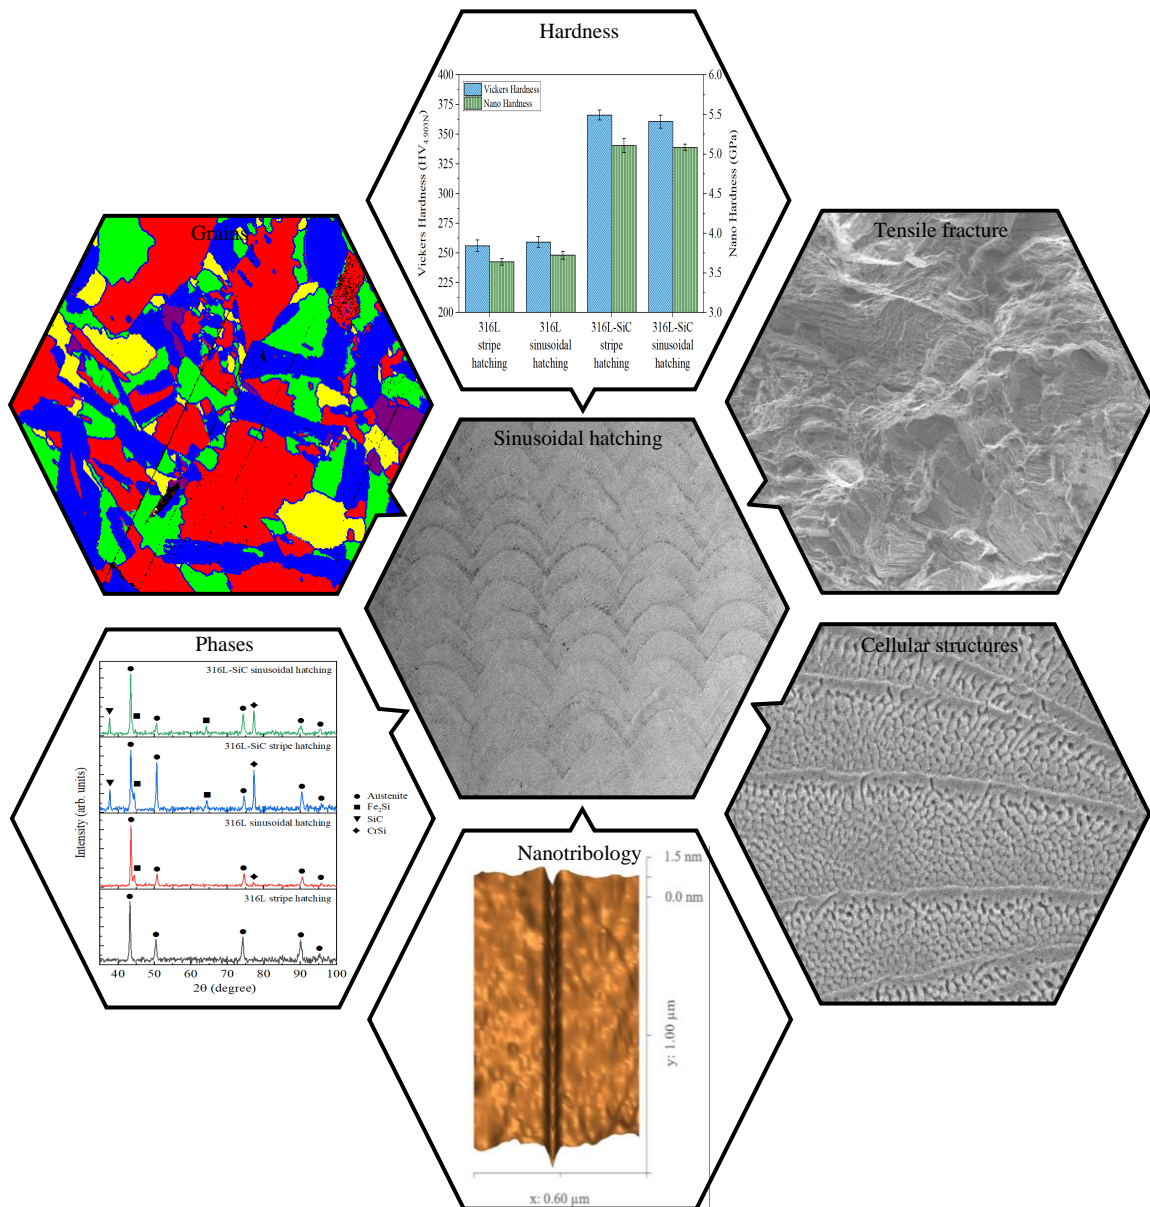 Hardness
400
375
350
325
300
275
250
225
200
Vickers Hardness (HV4.903N)
Vickers Hardness
Nano Hardness
6.0
5.5
5.0
4.5
4.0
3.5
3.0
Nano Hardness (GPa)
316L
stripe
hatching
316L
sinusoidal
hatching
316L-SiC
stripe
hatching
316L-SiC
sinusoidal
hatching
Grains
Tensile fracture
Sinusoidal hatching
Phases
316L-SiC sinusoidal hatching
316L-SiC stripe hatching
316L sinusoidal hatching
316L stripe hatching
Intensity (arb. units)
40 50 60 70 80 90 100
2θ (degree)
Austenite
Fe2Si
SiC
CrSi
Cellular structures
Nanotribology
1.5 nm
0.0 nm
y: 1.00 µm
x: 0.60 µm